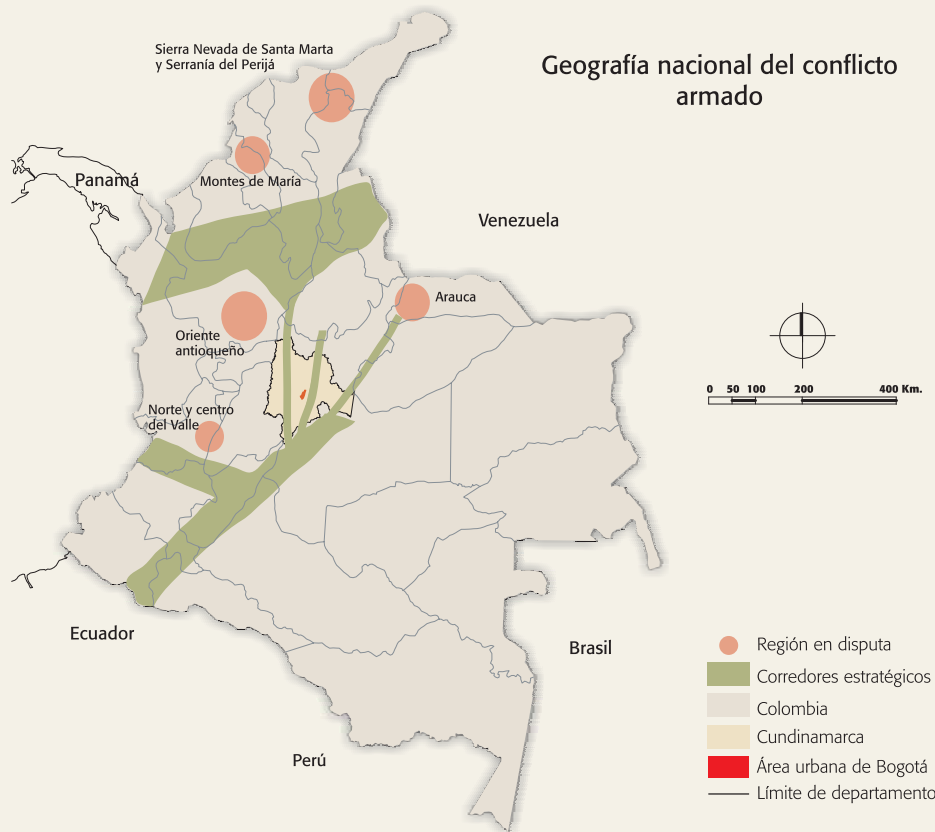 Sierra Nevada de Santa Marta
y Serranía del Perijá
Geografía nacional del conflicto
armado
Panamá
Montes de María
Venezuela
Arauca
Oriente
antioqueño
0 50 100 200 400 Km.
Norte y centro
del Valle
Ecuador
Brasil
Perú
Región en disputa
Corredores estratégicos
Colombia
Cundinamarca
Área urbana de Bogotá
Límite de departamento